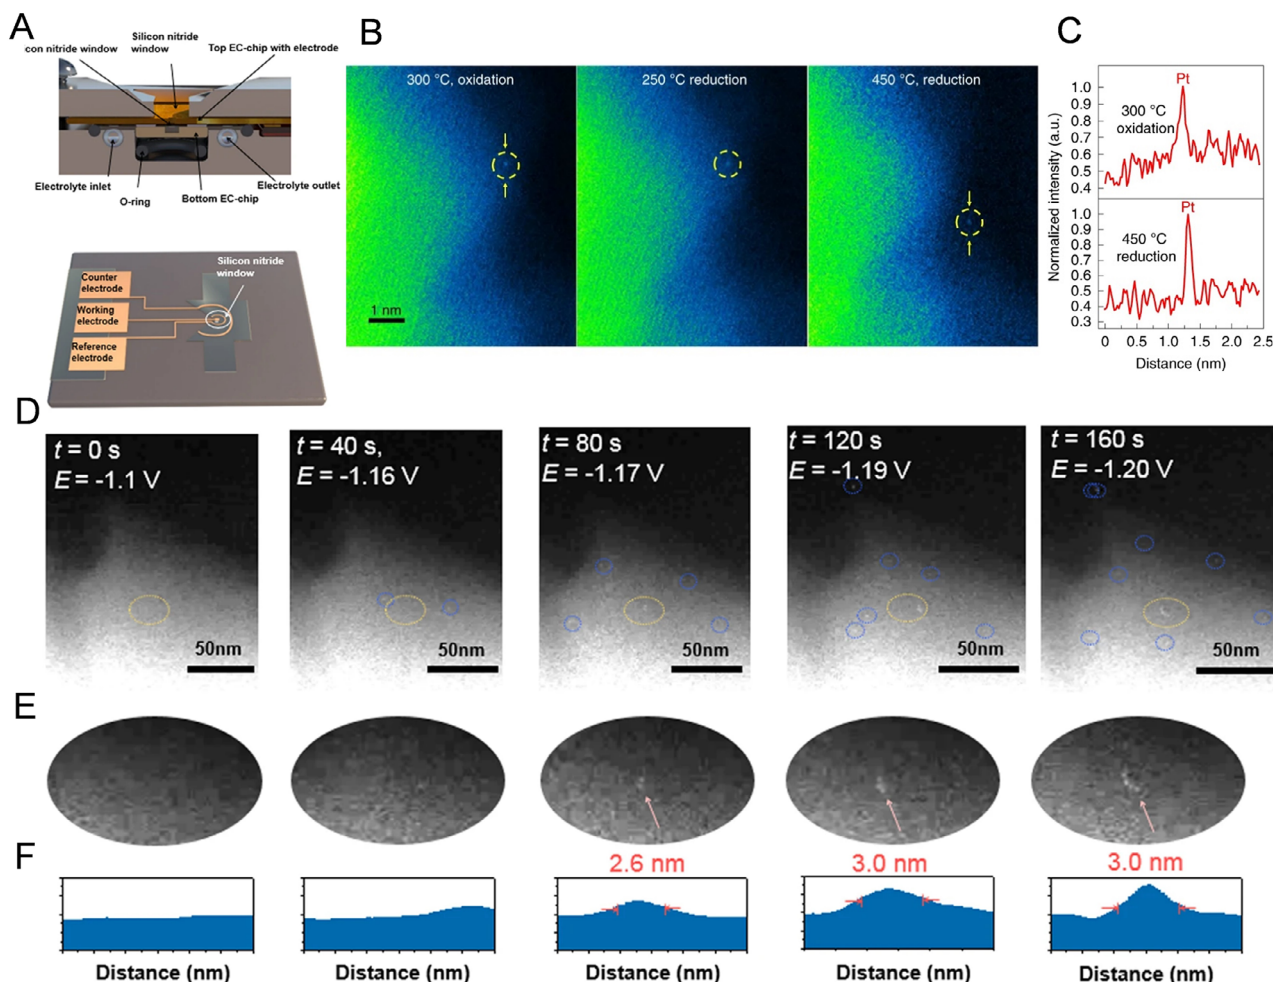 A
Silicon nitride
window
con nitride window
Top EC-chip with electrode
Electrolyte inlet
O-ring
Bottom EC-chip
Electrolyte outlet
Silicon nitride
window
Counter
electrode
Working
electrode
Reference
electrode
B
300 °C, oxidation
250 °C reduction
450 °C, reduction
1 nm
C
Normalized intensity (a.u.)
Pt
300 °C
oxidation
1.0
0.9
0.8
0.7
0.6
0.5
0.4
Pt
450 °C
reduction
1.0
0.9
0.8
0.7
0.6
0.5
0.4
0.3
0 0.5 1.0 1.5 2.0 2.5
Distance (nm)
D
t = 0 s
E = -1.1 V
50nm
t = 40 s,
E = -1.16 V
50nm
t = 80 s
E = -1.17 V
50nm
t = 120 s
E = -1.19 V
50nm
t = 160 s
E = -1.20 V
50nm
E
F
2.6 nm
3.0 nm
3.0 nm
Distance (nm)
Distance (nm)
Distance (nm)
Distance (nm)
Distance (nm)